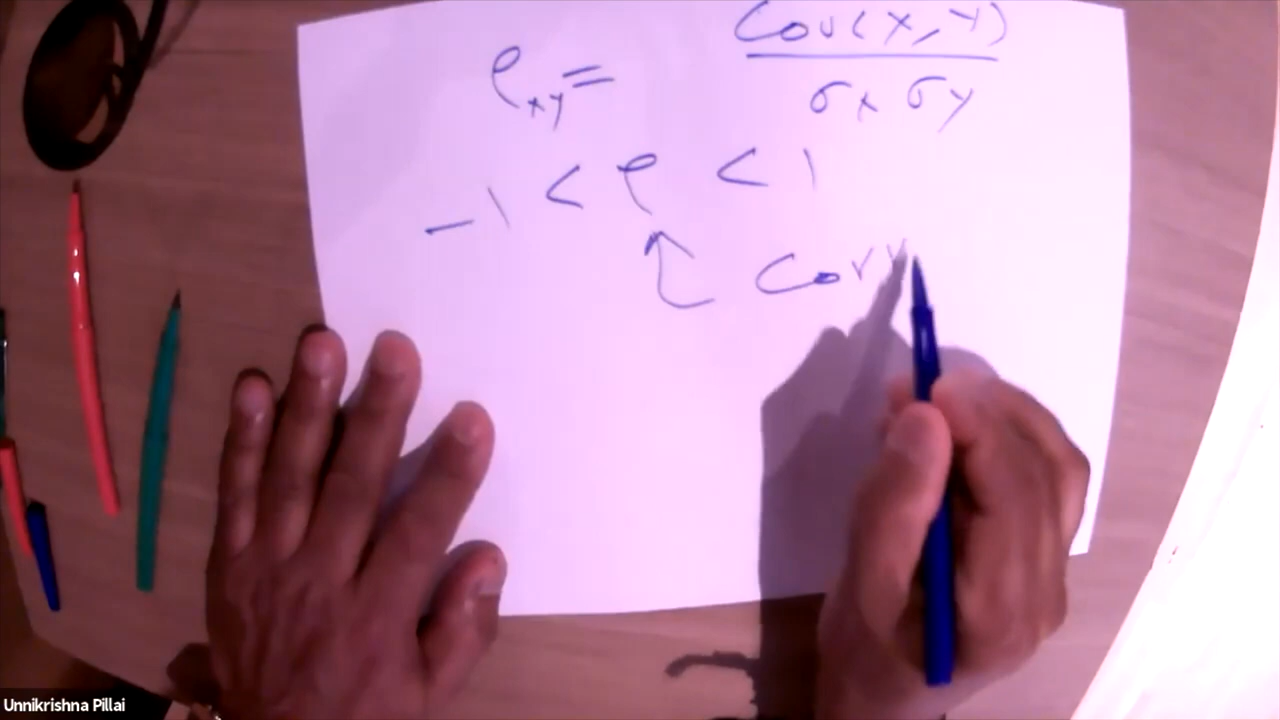 ρxy = Cov(x, y) / σx σy
-1 < ρ < 1
Corr
Unnikrishna Pillai